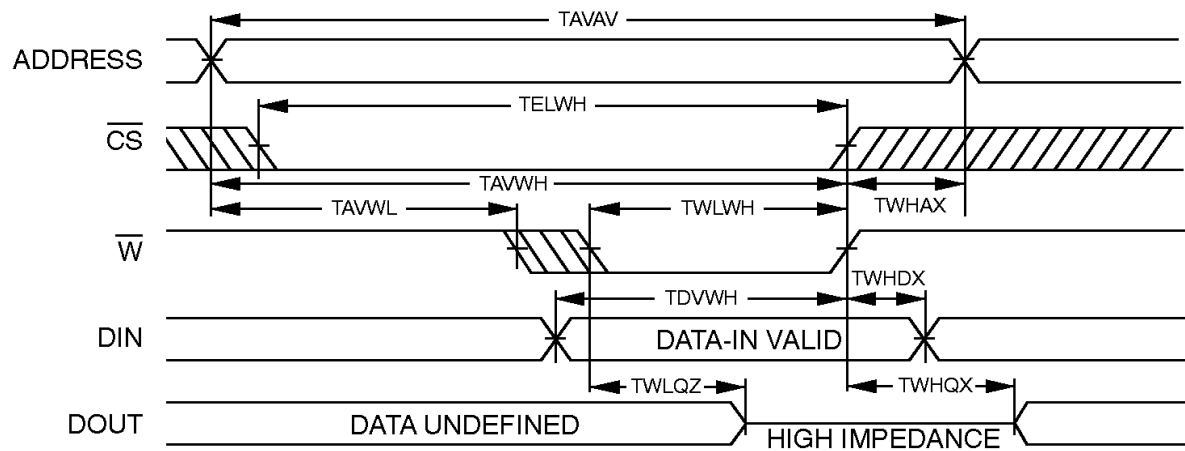 TAVAV
ADDRESS
TELWH
CS
TAVWH
TAVWL
TWLWH
TWHAX
W
TWHDX
TDVWH
DIN
DATA-IN VALID
TWLQZ
TWHQX
DOUT
DATA UNDEFINED
HIGH IMPEDANCE